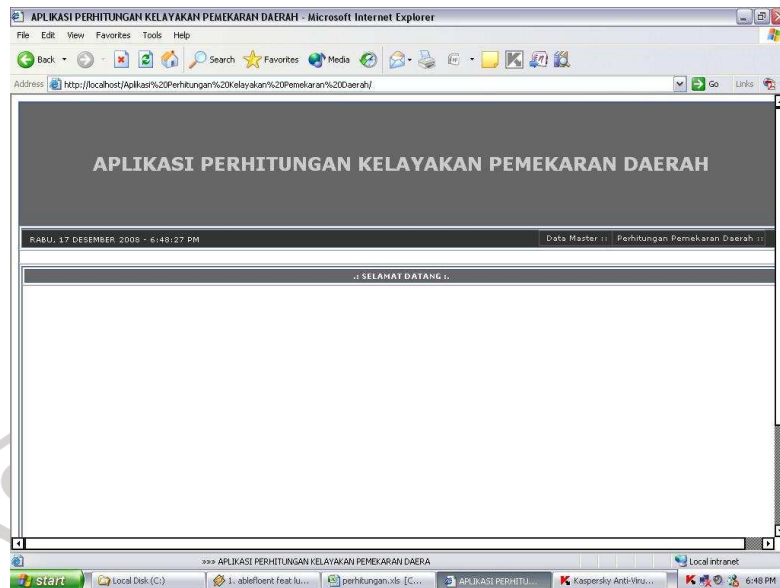 APLIKASI PERHITUNGAN KELAYAKAN PEMEKARAN DAERAH - Microsoft Internet Explorer
File Edit View Favorites Tools Help
Back Search Favorites Media
Address http://localhost/Aplikasi%20Perhitungan%20Kelayakan%20Pemekaran%20Daerah/ Go Links
APLIKASI PERHITUNGAN KELAYAKAN PEMEKARAN DAERAH
RABU, 17 DESEMBER 2008 - 6:48:27 PM Data Master :: Perhitungan Pemekaran Daerah ::
.: SELAMAT DATANG :.
>>> APLIKASI PERHITUNGAN KELAYAKAN PEMEKARAN DAERA Local intranet
start Local Disk (C:) 1. ablefloent feat lu... perhitungan.xls [C... APLIKASI PERHITU... Kaspersky Anti-Viru... 6:48 PM